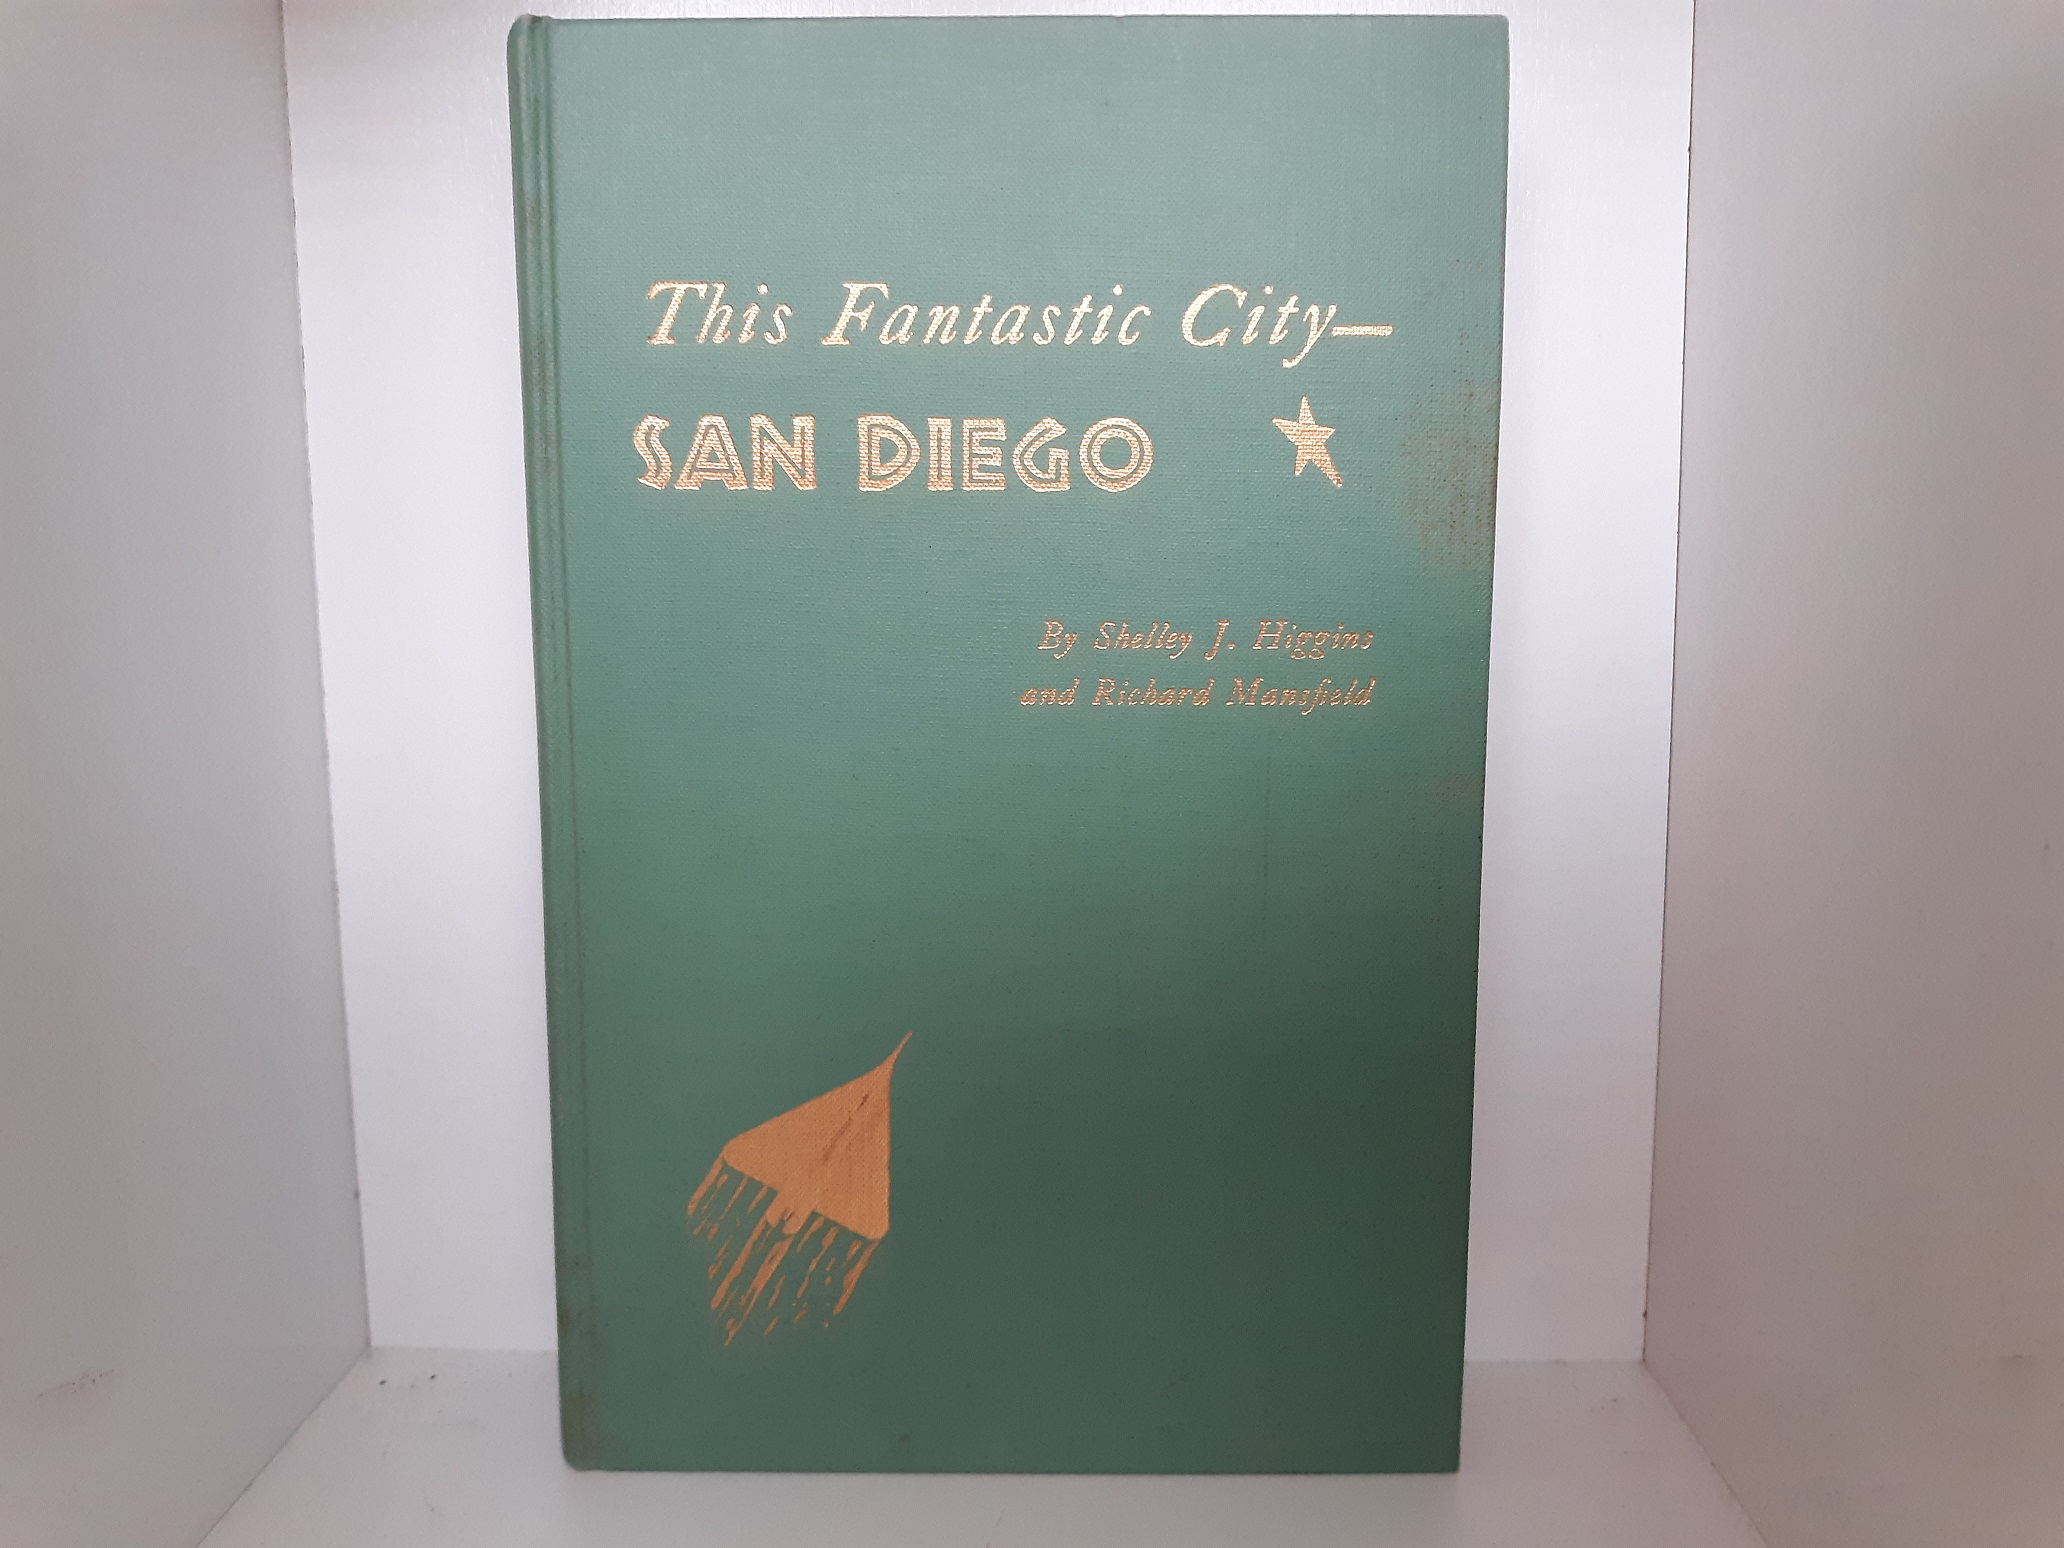 This Fantastic City—
SAN DIEGO
By Shelley J. Higgins
and Richard Mansfield